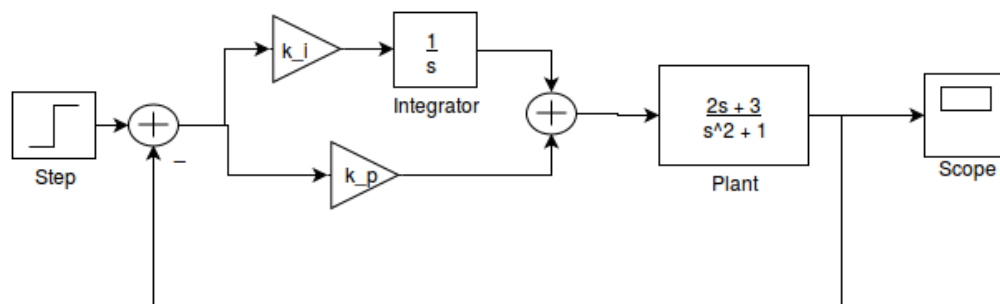 k_i
1
s
Integrator
Step
–
k_p
2s + 3
s^2 + 1
Plant
Scope